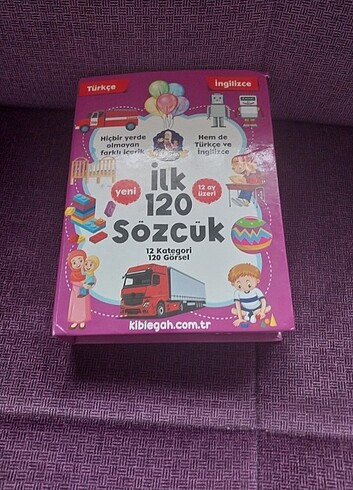 Türkçe
İngilizce
Hiçbir yerde
olmayan
farklı içerik
Hem de
Türkçe ve
İngilizce
yeni
12 ay
üzeri
İlk
120
Sözcük
12 Kategori
120 Görsel
kiblegah.com.tr